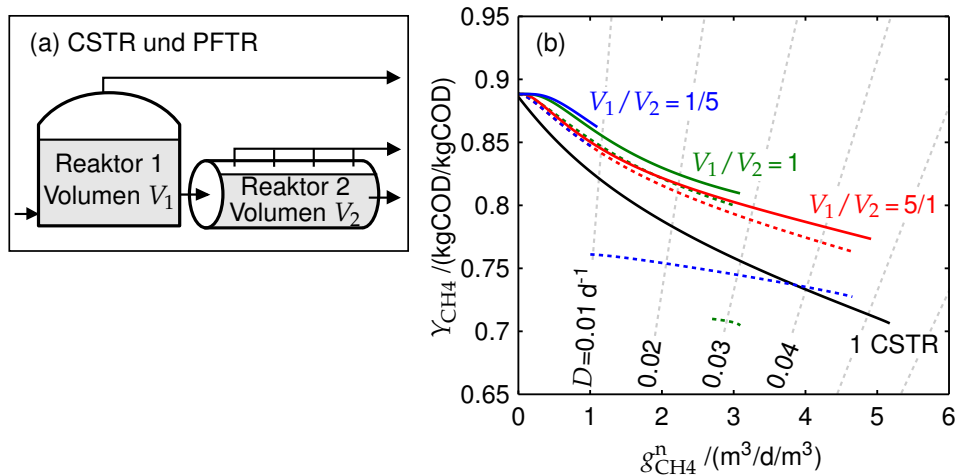 (a) CSTR und PFTR
Reaktor 1
Volumen V₁
Reaktor 2
Volumen V₂
(b)
0.95
0.9
0.85
0.8
0.75
0.7
0.65
Y_CH4 /(kgCOD/kgCOD)
V₁/V₂ = 1/5
V₁/V₂ = 1
V₁/V₂ = 5/1
1 CSTR
D=0.01 d⁻¹
0.02
0.03
0.04
0 1 2 3 4 5 6
gⁿ_CH4 /(m³/d/m³)